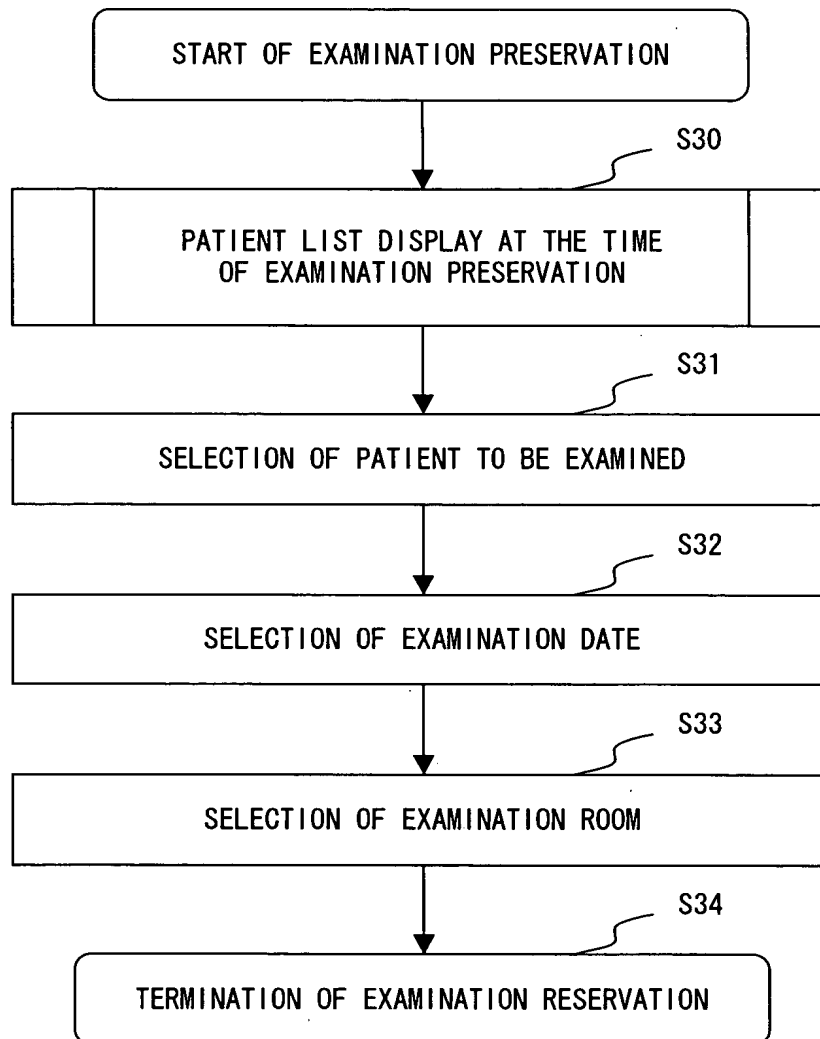 START OF EXAMINATION PRESERVATION
S30
PATIENT LIST DISPLAY AT THE TIME
OF EXAMINATION PRESERVATION
S31
SELECTION OF PATIENT TO BE EXAMINED
S32
SELECTION OF EXAMINATION DATE
S33
SELECTION OF EXAMINATION ROOM
S34
TERMINATION OF EXAMINATION RESERVATION